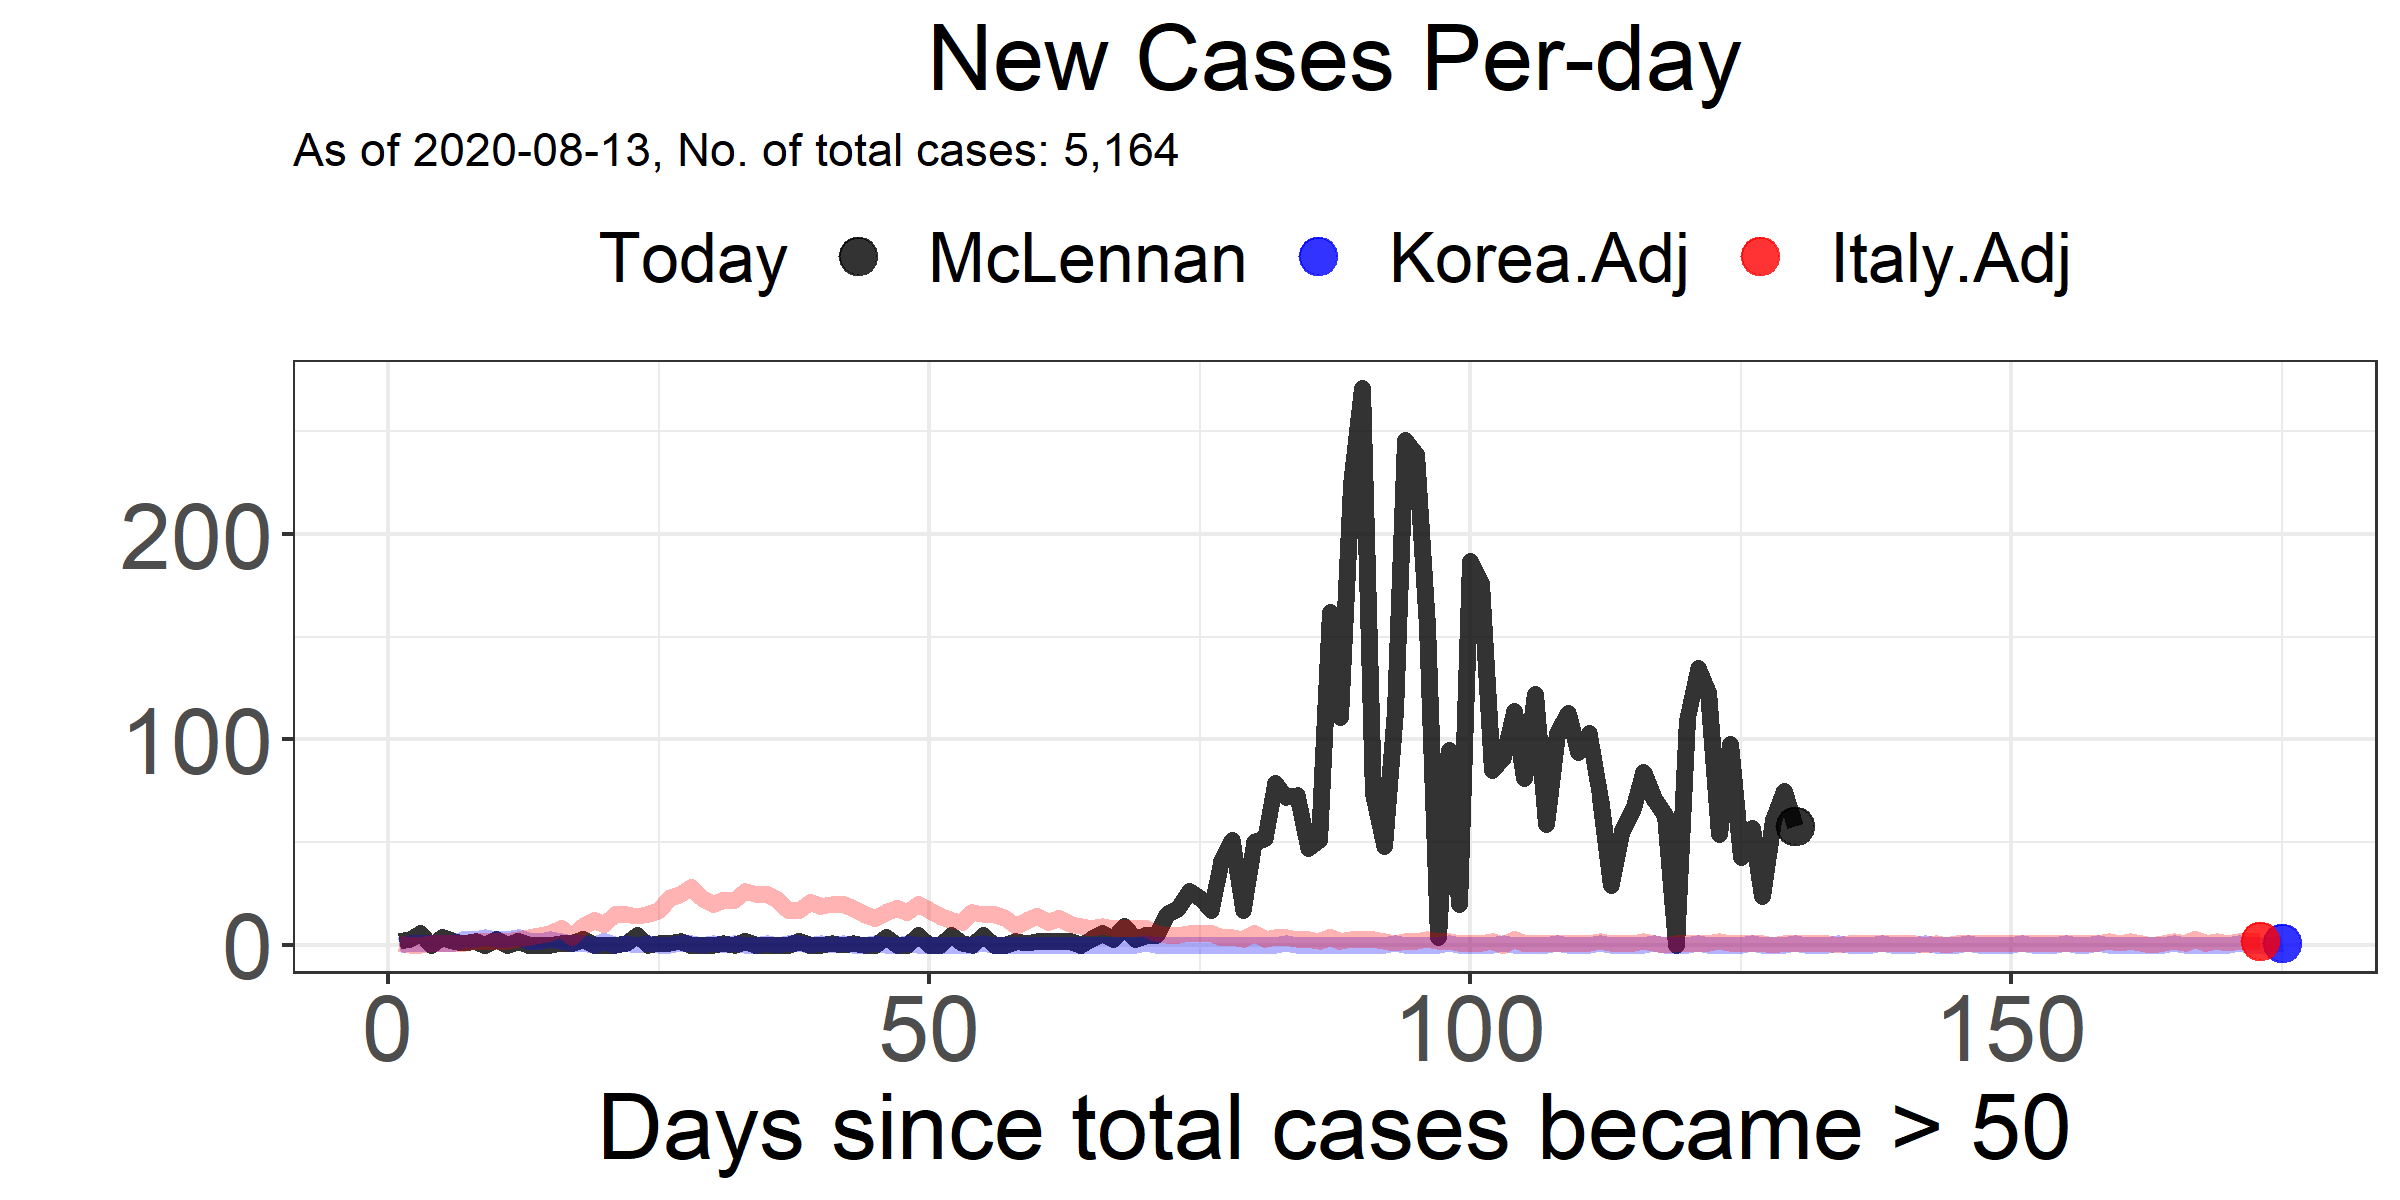 New Cases Per-day
As of 2020-08-13, No. of total cases: 5,164
Today McLennan Korea.Adj Italy.Adj
200
100
0
0 50 100 150
Days since total cases became > 50